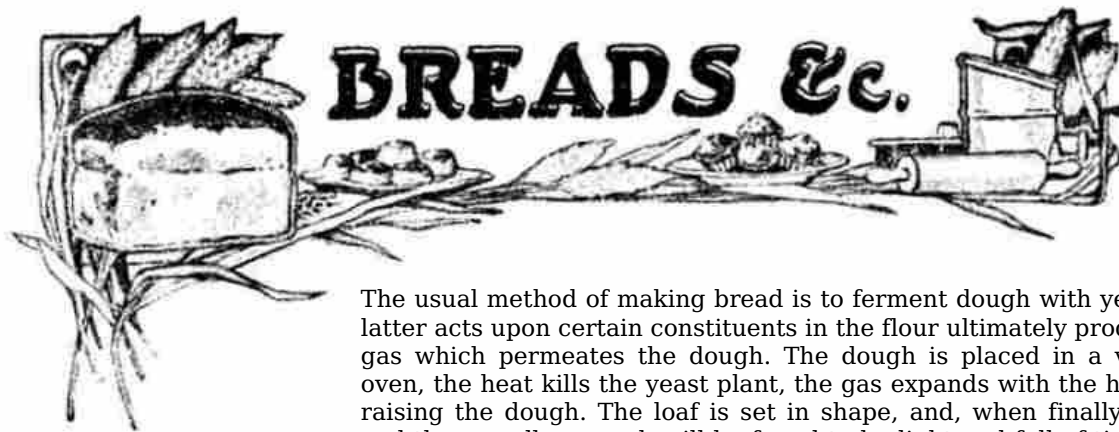 BREADS &c.
The usual method of making bread is to ferment dough with
latter acts upon certain constituents in the flour ultimately
gas which permeates the dough. The dough is placed in a
oven, the heat kills the yeast plant, the gas expands with the
raising the dough. The loaf is set in shape, and, when finally